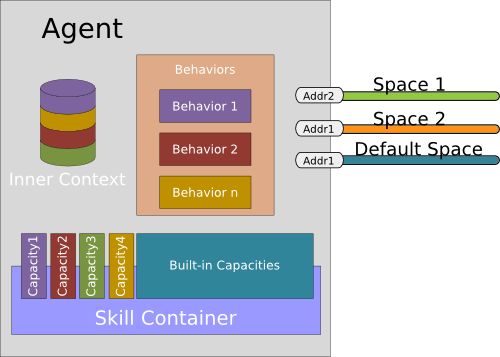 Agent
Behaviors
Behavior 1
Behavior 2
Behavior n
Inner Context
Addr2
Space 1
Addr1
Space 2
Addr1
Default Space
Capacity1
Capacity2
Capacity3
Capacity4
Built-in Capacities
Skill Container